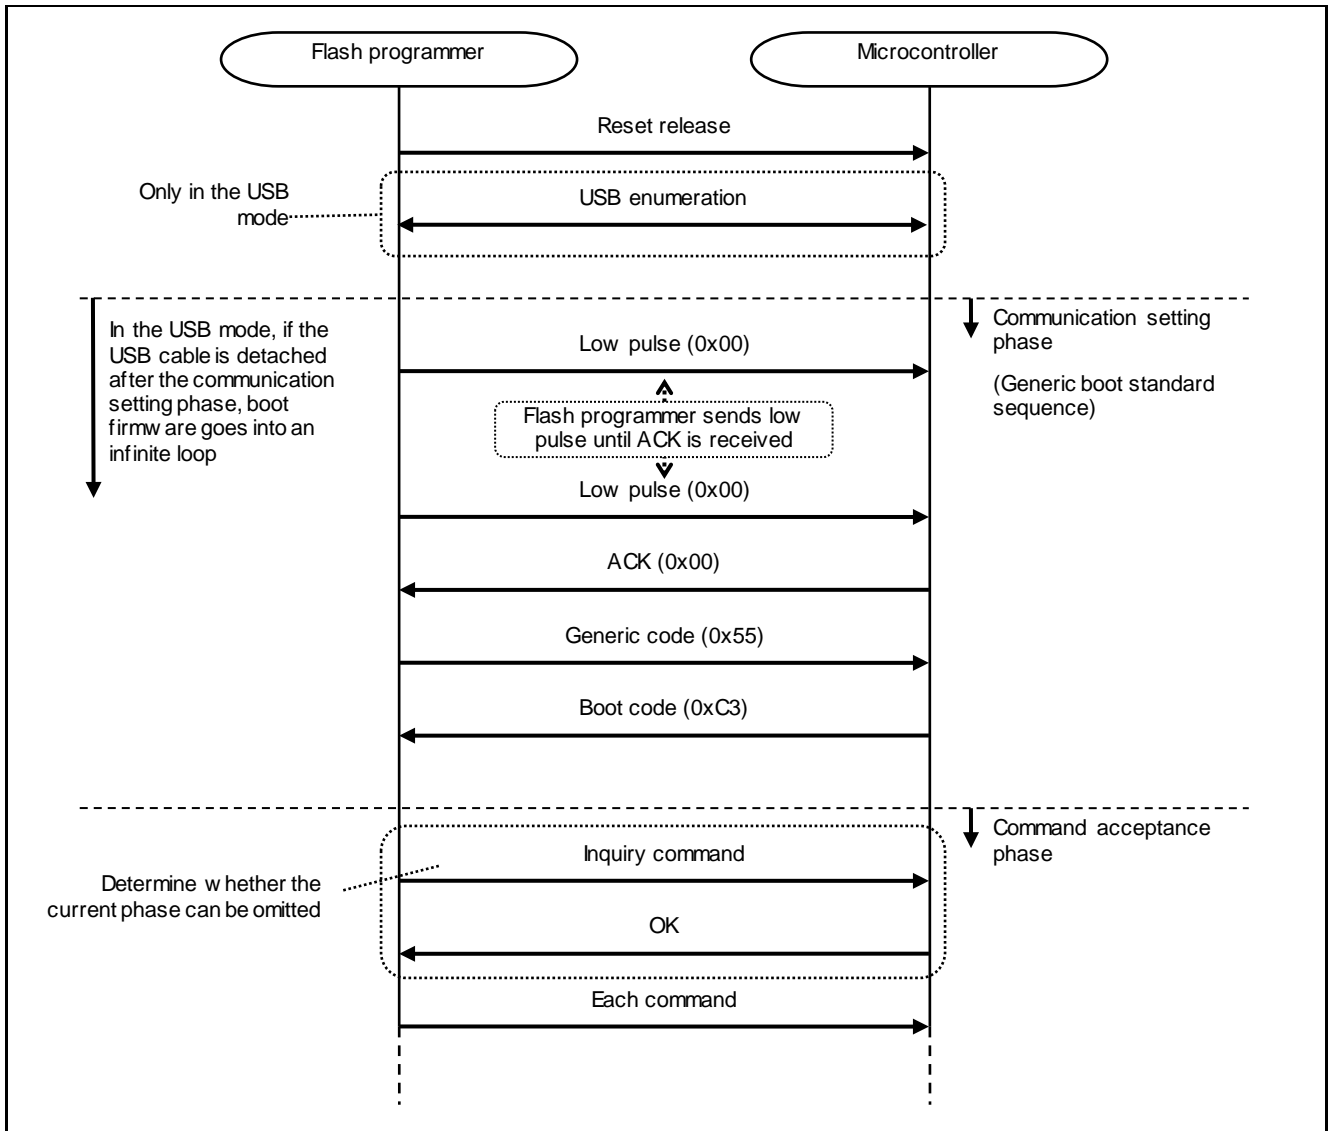 Flash programmer
Microcontroller
Reset release
Only in the USB
mode
USB enumeration
In the USB mode, if the
USB cable is detached
after the communication
setting phase, boot
firmware goes into an
infinite loop
Communication setting
phase
(Generic boot standard
sequence)
Low pulse (0x00)
Flash programmer sends low
pulse until ACK is received
Low pulse (0x00)
ACK (0x00)
Generic code (0x55)
Boot code (0xC3)
Command acceptance
phase
Inquiry command
Determine whether the
current phase can be omitted
OK
Each command